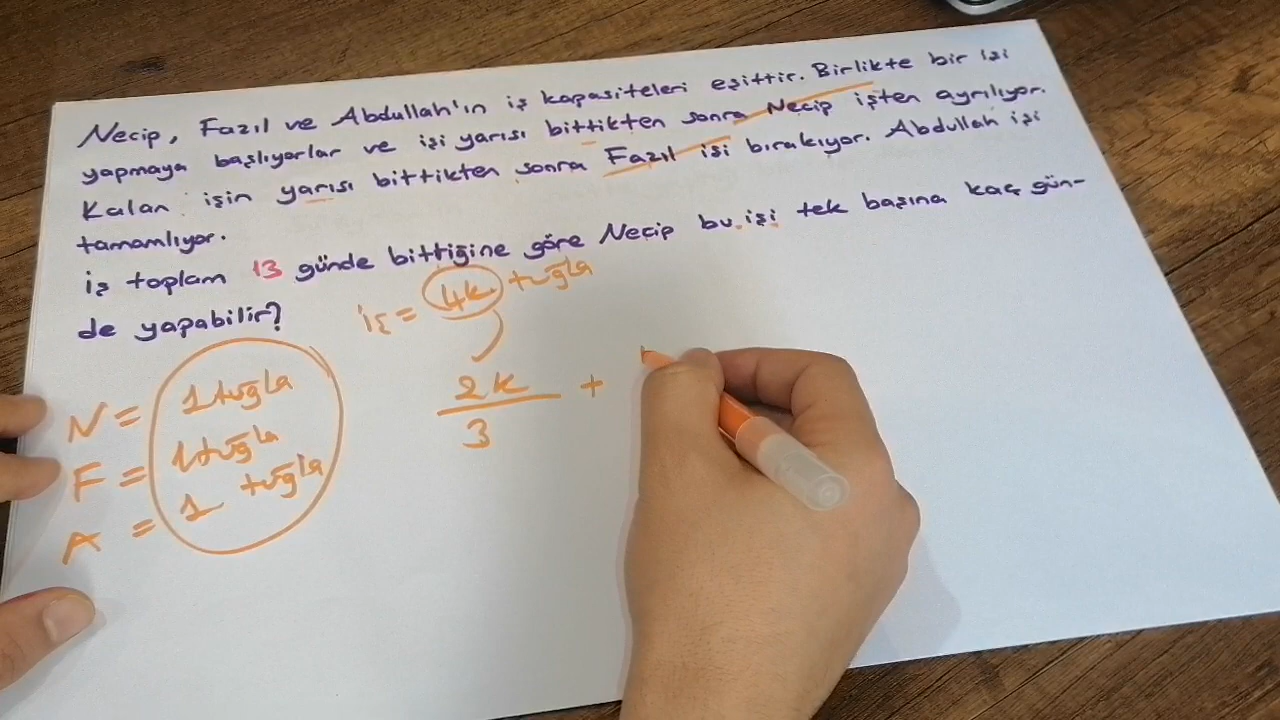 Necip, Fazıl ve Abdullah'ın iş kapasiteleri eşittir. Birlikte bir işi
yapmaya başlıyorlar ve işi yarısı bittikten sonra Necip işten ayrılıyor.
Kalan işin yarısı bittikten sonra Fazıl işi bırakıyor. Abdullah işi
tamamlıyor.
iş toplam 13 günde bittiğine göre Necip bu işi tek başına kaç gün-
de yapabilir?
iş = 4k tuğla
N = 1 tuğla
F = 1 tuğla
A = 1 tuğla
2k
3
+